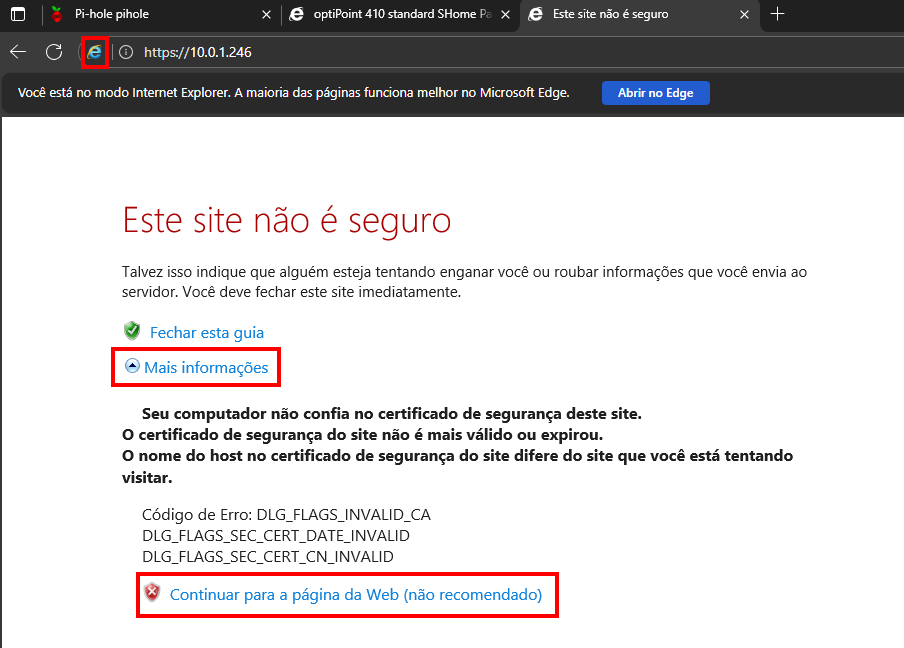 Pi-hole pihole
optiPoint 410 standard SHome Pa
Este site não é seguro
https://10.0.1.246
Você está no modo Internet Explorer. A maioria das páginas funciona melhor no Microsoft Edge.
Abrir no Edge
Este site não é seguro
Talvez isso indique que alguém esteja tentando enganar você ou roubar informações que você envia ao
servidor. Você deve fechar este site imediatamente.
Fechar esta guia
Mais informações
Seu computador não confia no certificado de segurança deste site.
O certificado de segurança do site não é mais válido ou expirou.
O nome do host no certificado de segurança do site difere do site que você está tentando
visitar.
Código de Erro: DLG_FLAGS_INVALID_CA
DLG_FLAGS_SEC_CERT_DATE_INVALID
DLG_FLAGS_SEC_CERT_CN_INVALID
Continuar para a página da Web (não recomendado)